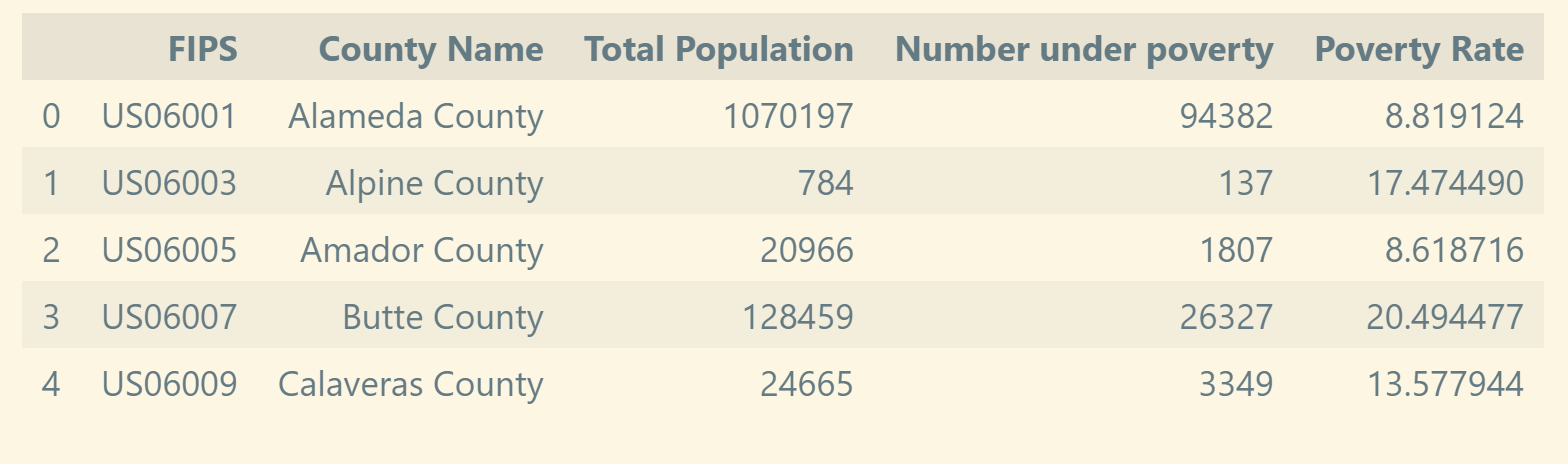 FIPS County Name Total Population Number under poverty Poverty Rate
0 US06001 Alameda County 1070197 94382 8.819124
1 US06003 Alpine County 784 137 17.474490
2 US06005 Amador County 20966 1807 8.618716
3 US06007 Butte County 128459 26327 20.494477
4 US06009 Calaveras County 24665 3349 13.577944